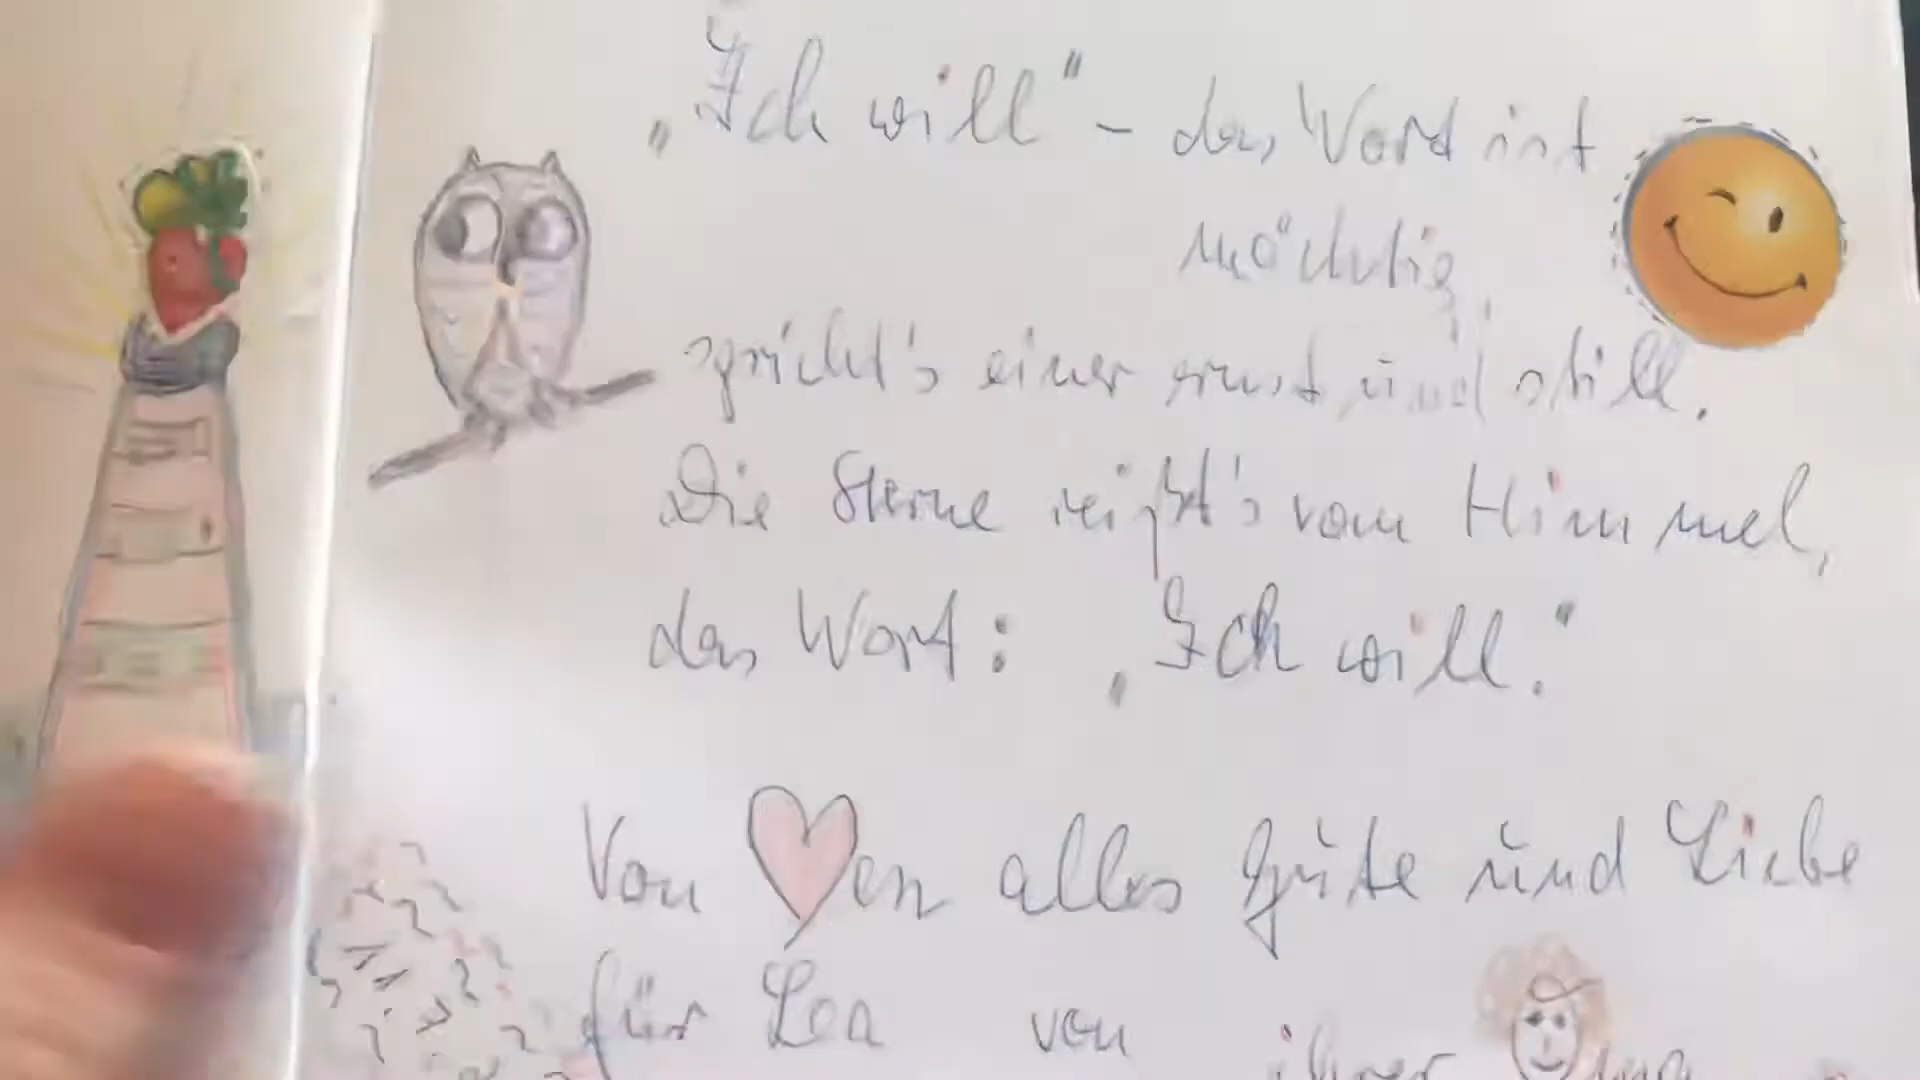 „Ich will“ – das Wort ist
mächtig,
spricht's einer ernst und still.
Die Sterne reißt's vom Himmel,
das Wort: „Ich will.“
Von en alles Gute und Liebe
für Lea von ihrer